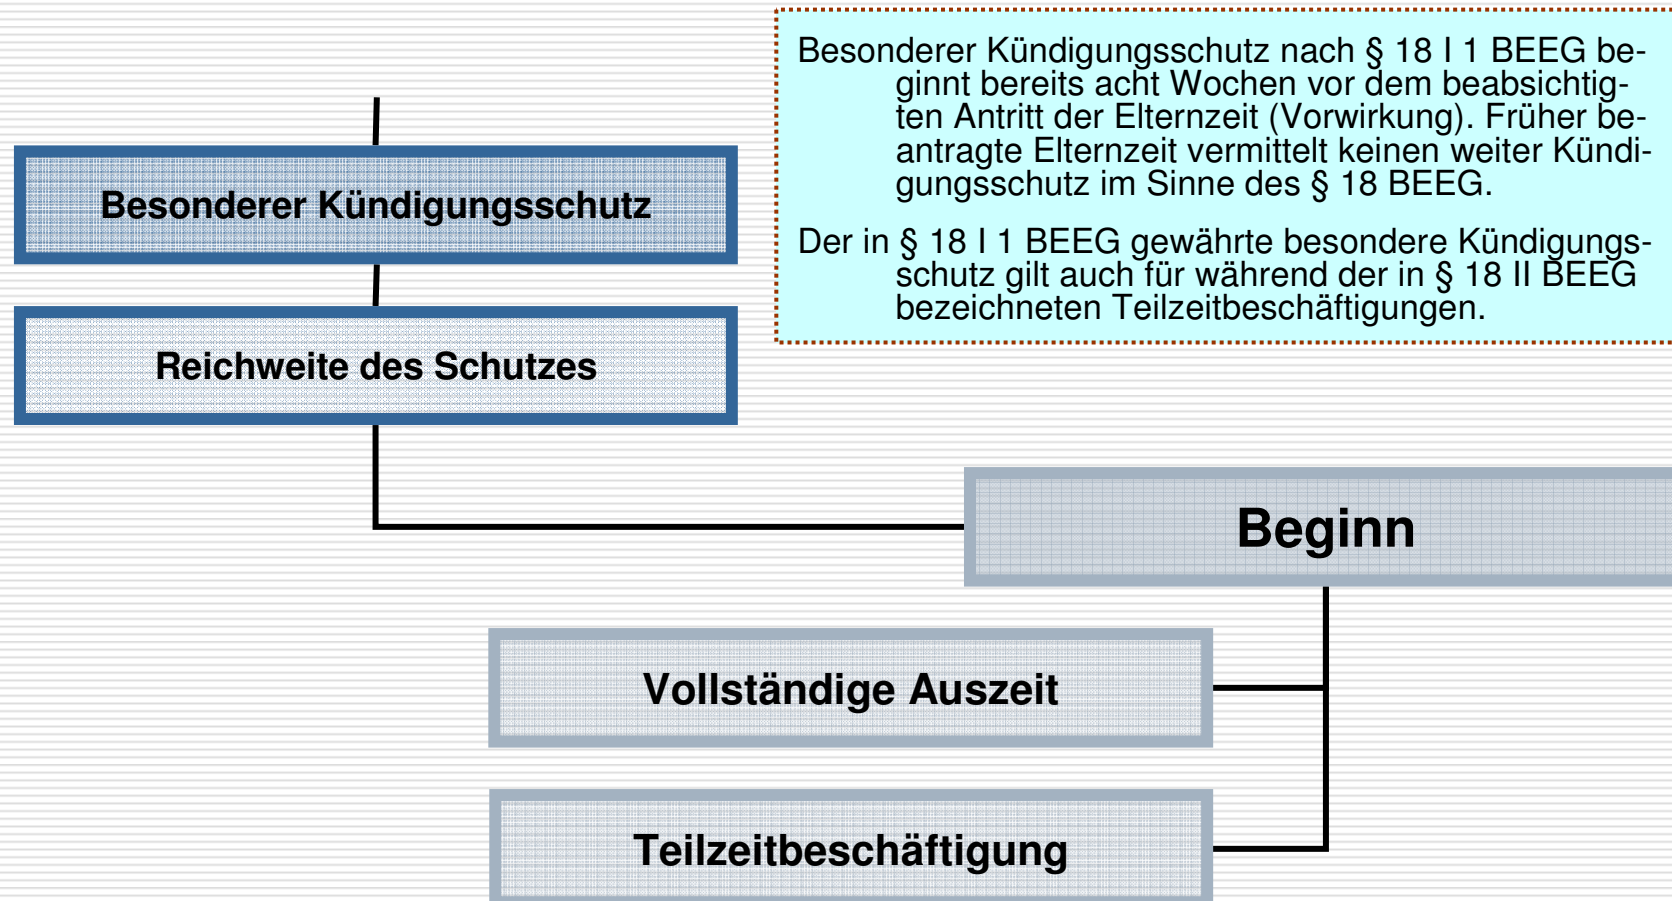 Besonderer Kündigungsschutz nach § 18 I 1 BEEG be-
ginnt bereits acht Wochen vor dem beabsichtig-
ten Antritt der Elternzeit (Vorwirkung). Früher be-
antragte Elternzeit vermittelt keinen weiter Kündi-
gungsschutz im Sinne des § 18 BEEG.
Der in § 18 I 1 BEEG gewährte besondere Kündigungs-
schutz gilt auch für während der in § 18 II BEEG
bezeichneten Teilzeitbeschäftigungen.
Besonderer Kündigungsschutz
Reichweite des Schutzes
Beginn
Vollständige Auszeit
Teilzeitbeschäftigung